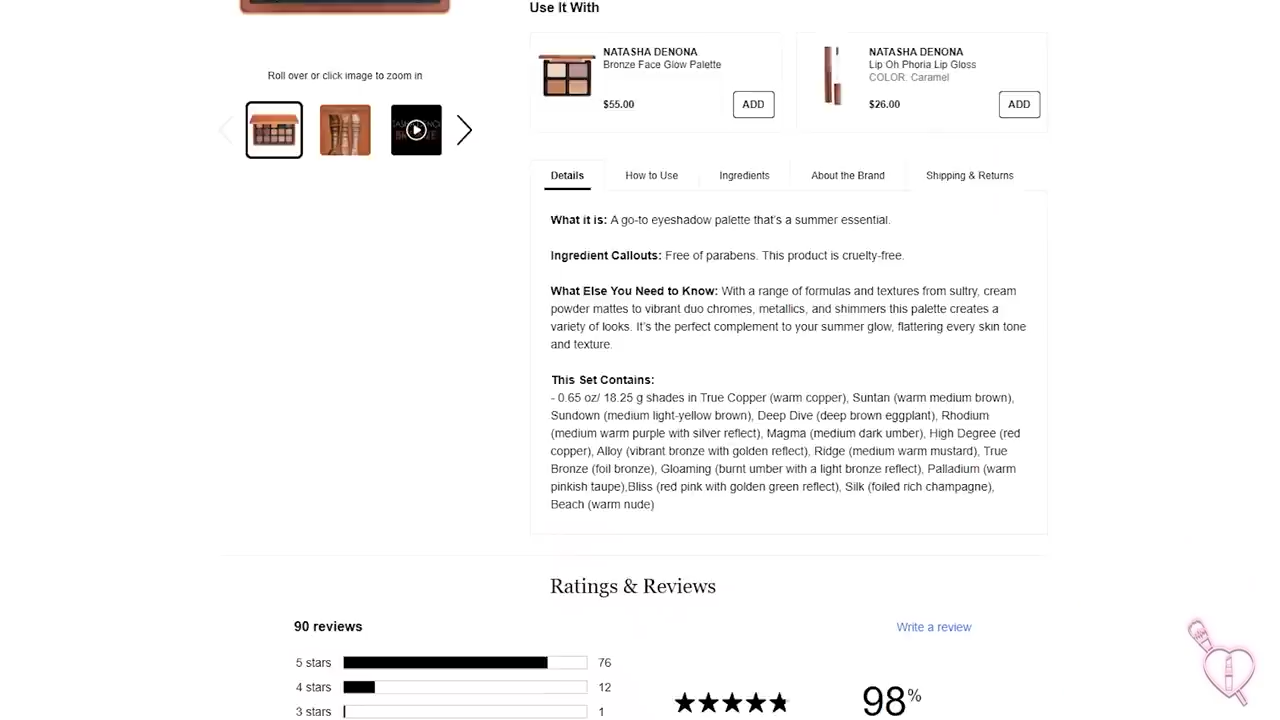 Use It With
NATASHA DENONA
Bronze Face Glow Palette
$55.00
ADD
NATASHA DENONA
Lip Oh Phoria Lip Gloss
COLOR: Caramel
$26.00
ADD
Roll over or click image to zoom in
Details
How to Use
Ingredients
About the Brand
Shipping & Returns
What it is: A go-to eyeshadow palette that's a summer essential.
Ingredient Callouts: Free of parabens. This product is cruelty-free.
What Else You Need to Know: With a range of formulas and textures from sultry, cream
powder mattes to vibrant duo chromes, metallics, and shimmers this palette creates a
variety of looks. It's the perfect complement to your summer glow, flattering every skin tone
and texture.
This Set Contains:
- 0.65 oz/ 18.25 g shades in True Copper (warm copper), Suntan (warm medium brown),
Sundown (medium light-yellow brown), Deep Dive (deep brown eggplant), Rhodium
(medium warm purple with silver reflect), Magma (medium dark umber), High Degree (red
copper), Alloy (vibrant bronze with golden reflect), Ridge (medium warm mustard), True
Bronze (foil bronze), Gloaming (burnt umber with a light bronze reflect), Palladium (warm
pinkish taupe),Bliss (red pink with golden green reflect), Silk (foiled rich champagne),
Beach (warm nude)
Ratings & Reviews
90 reviews
Write a review
5 stars
76
4 stars
12
3 stars
1
98%